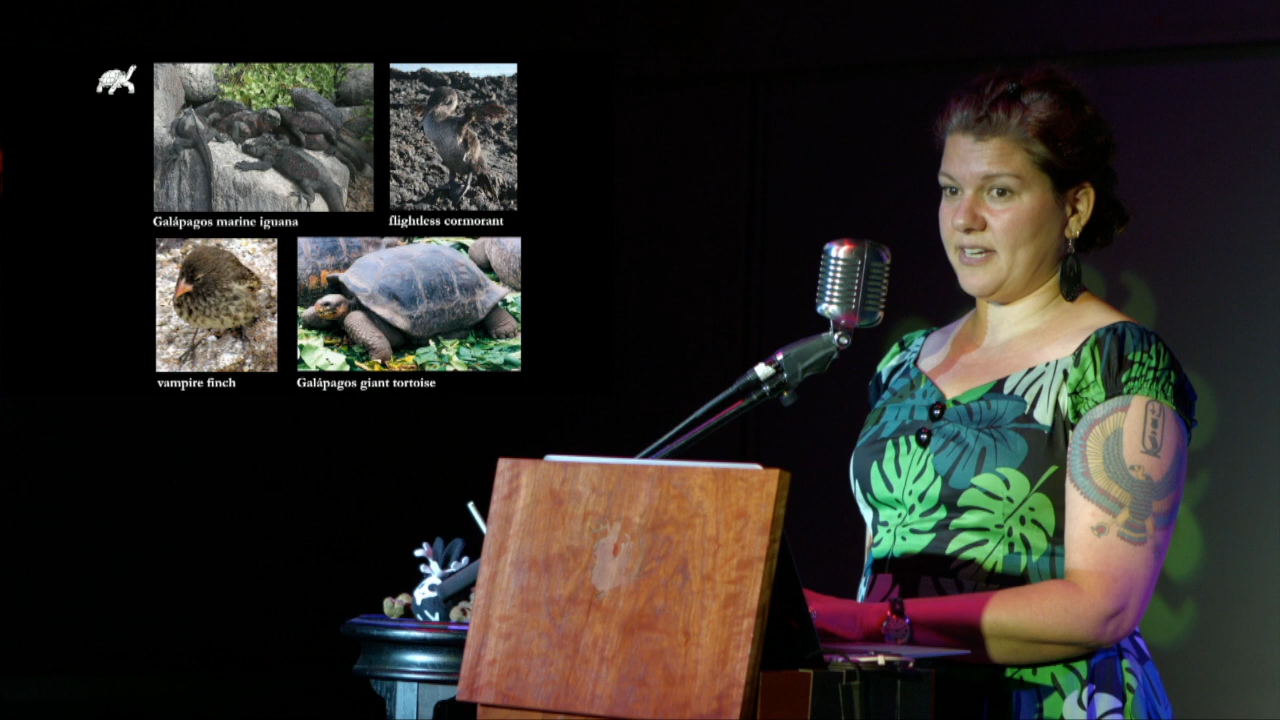 Galápagos marine iguana
flightless cormorant
vampire finch
Galápagos giant tortoise